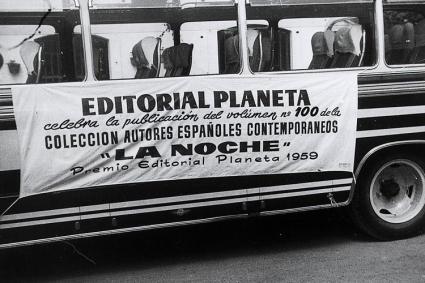 EDITORIAL PLANETA
celebra la publicación del volúmen nº 100 de la
COLECCION AUTORES ESPAÑOLES CONTEMPORANEOS
"LA NOCHE"
Premio Editorial Planeta 1959